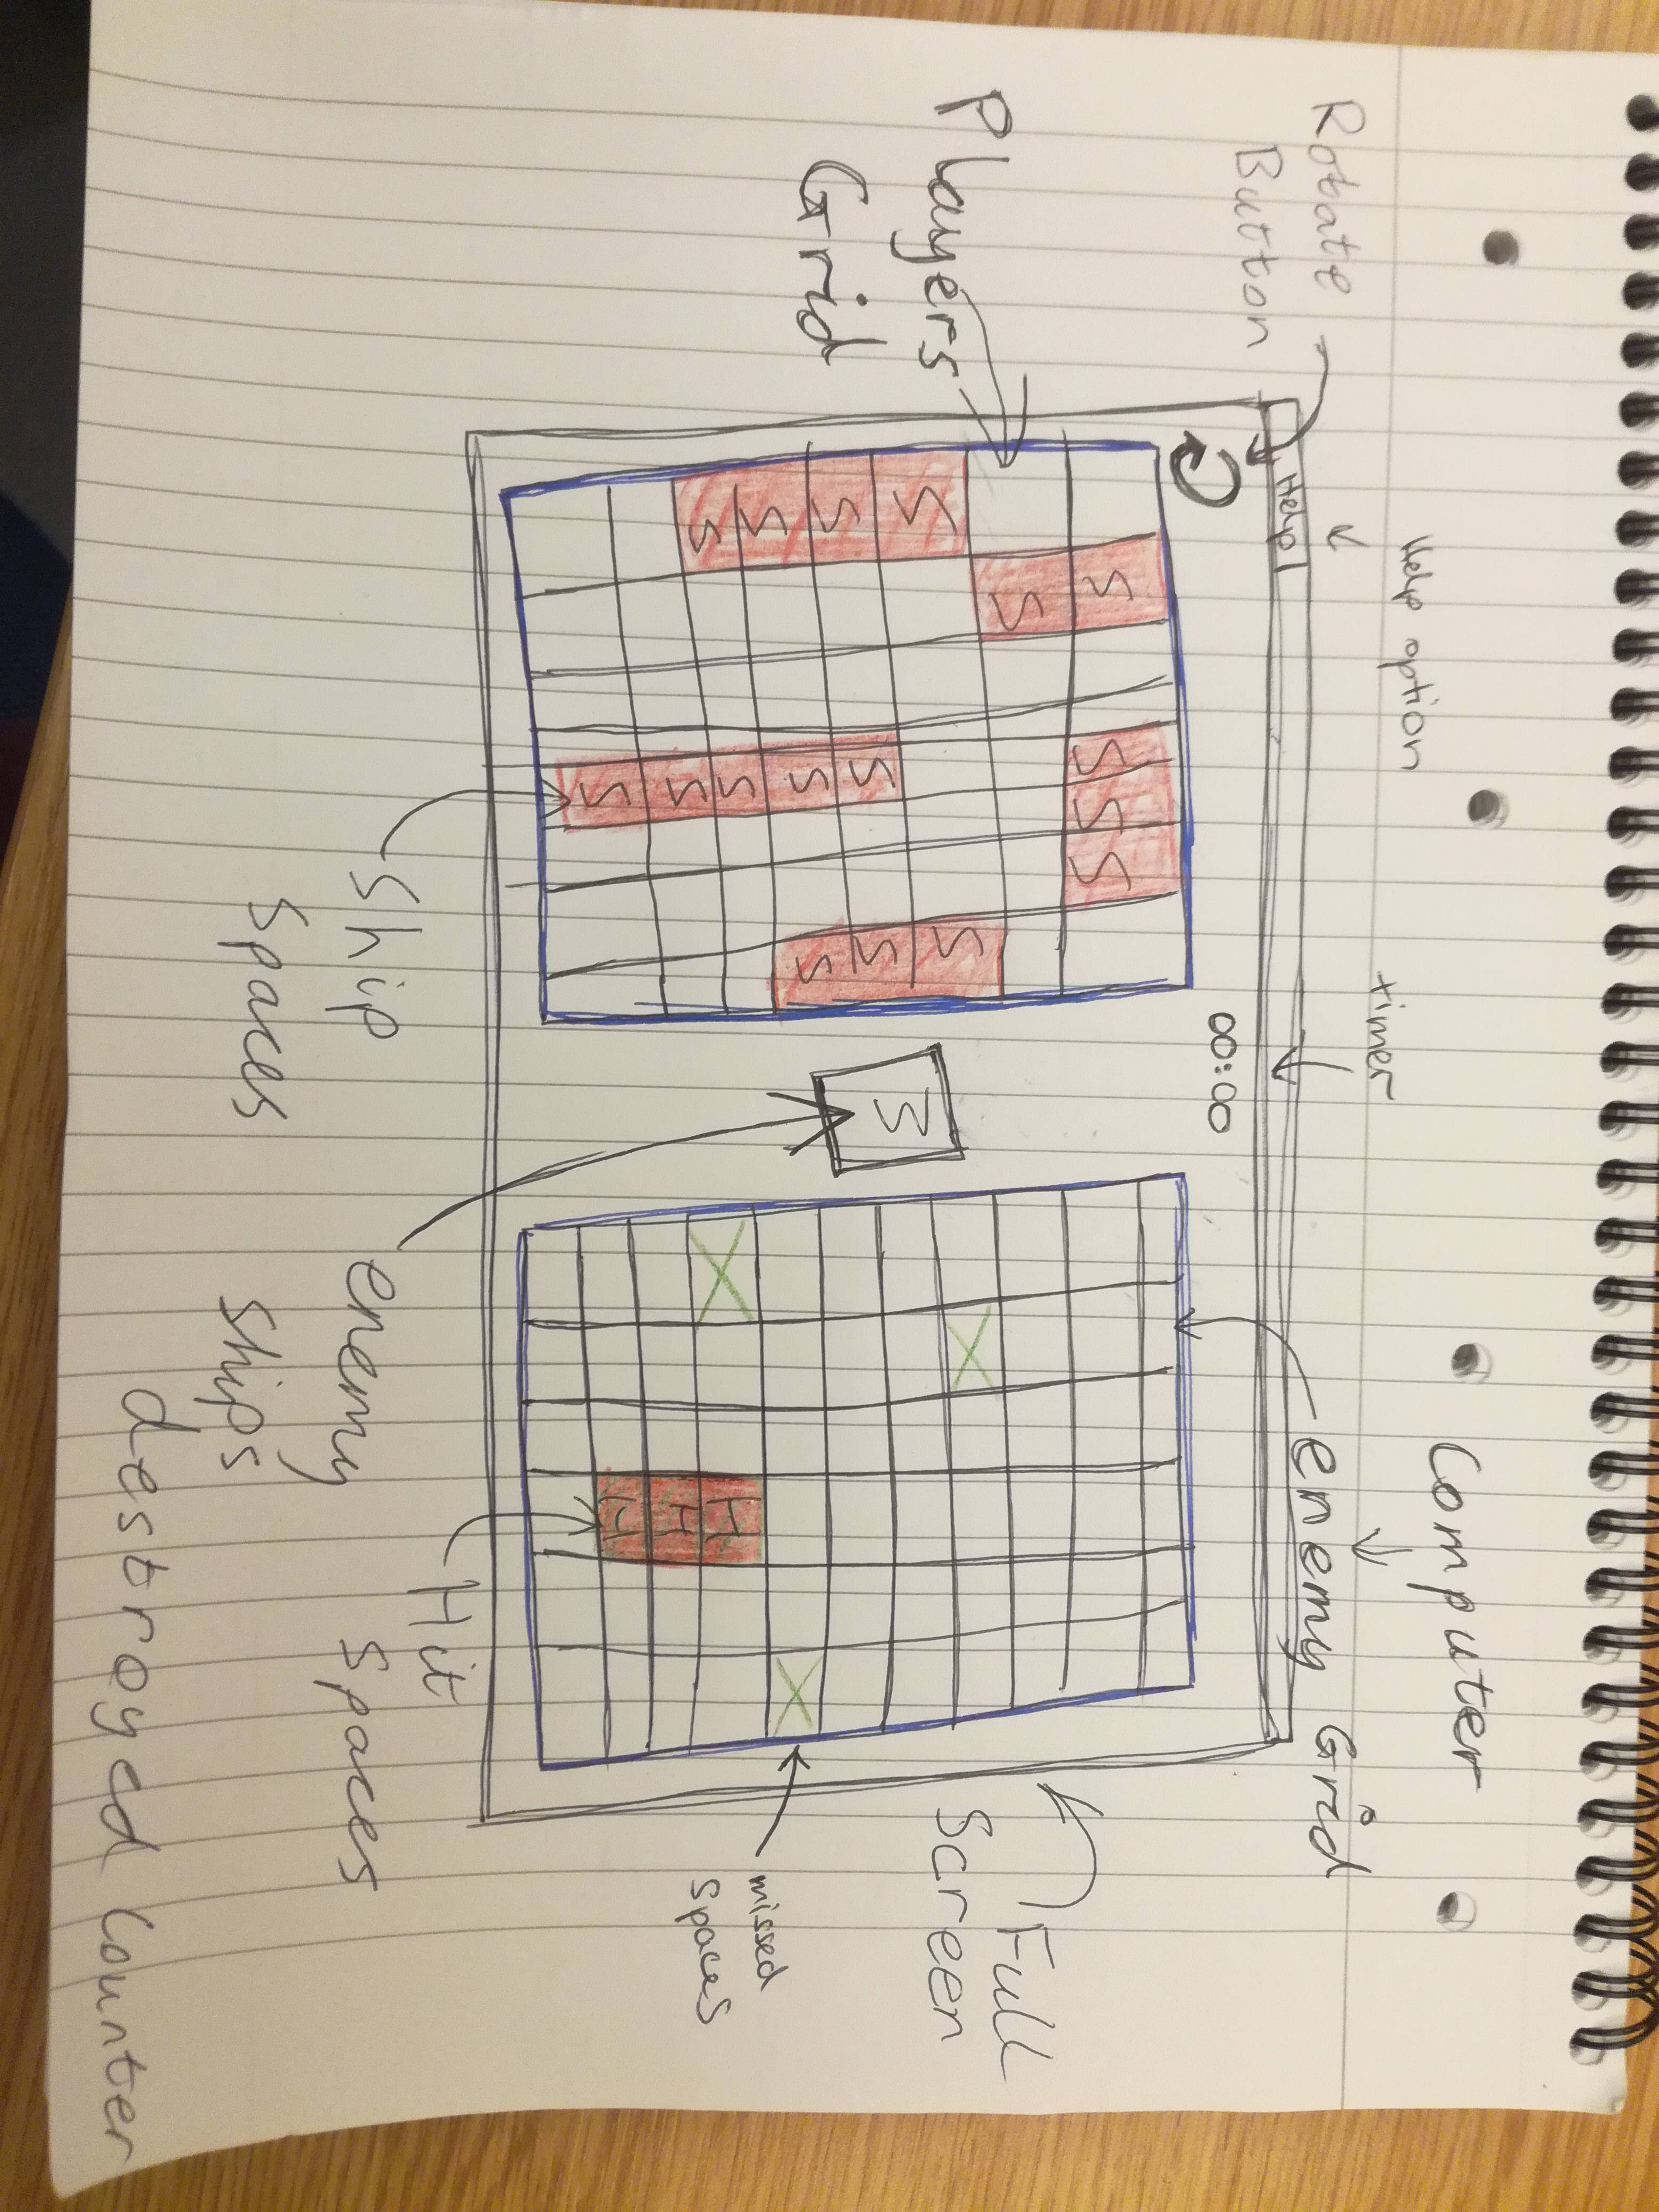 Computer
Help option
timer
Rotate
Button
enemy Grid
Help
00:00
S
S S S
S
Players
Grid
S
S
S
S
S
S
S
S
S
S
S
S
S
3
Full
Screen
missed
spaces
H
H
H
Ship
Spaces
enemy
Ships
destroyed Counter
Hit
Spaces